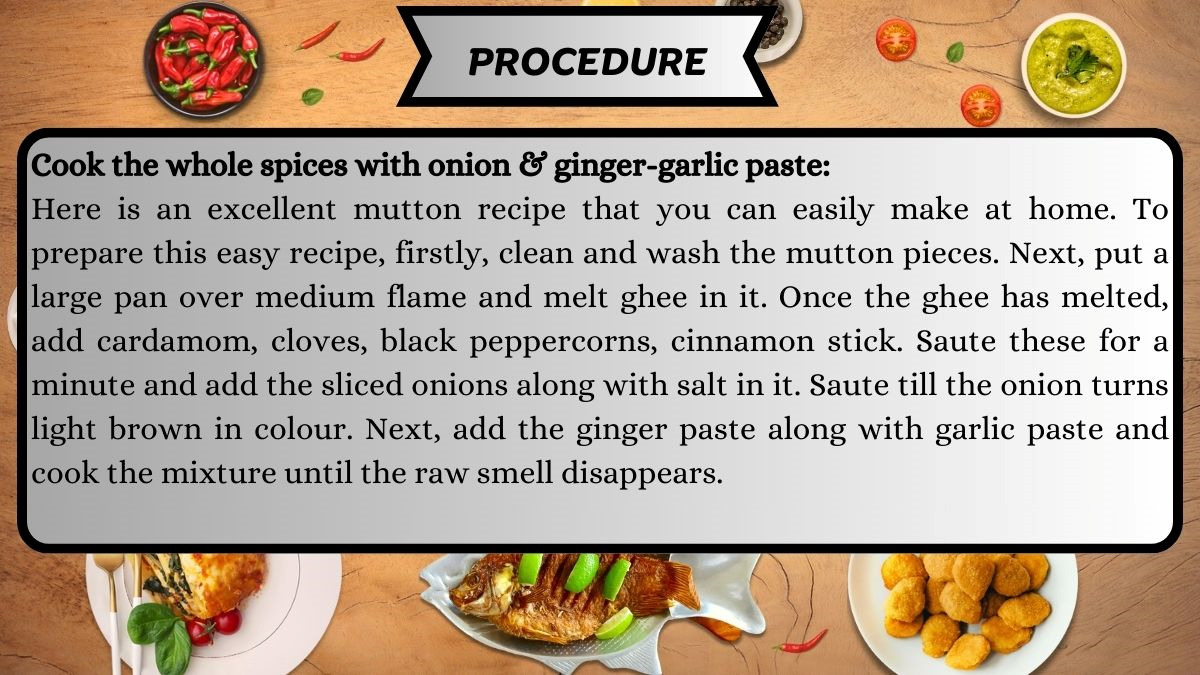 PROCEDURE
Cook the whole spices with onion & ginger-garlic paste:
Here is an excellent mutton recipe that you can easily make at home. To
prepare this easy recipe, firstly, clean and wash the mutton pieces. Next, put a
large pan over medium flame and melt ghee in it. Once the ghee has melted,
add cardamom, cloves, black peppercorns, cinnamon stick. Saute these for a
minute and add the sliced onions along with salt in it. Saute till the onion turns
light brown in colour. Next, add the ginger paste along with garlic paste and
cook the mixture until the raw smell disappears.